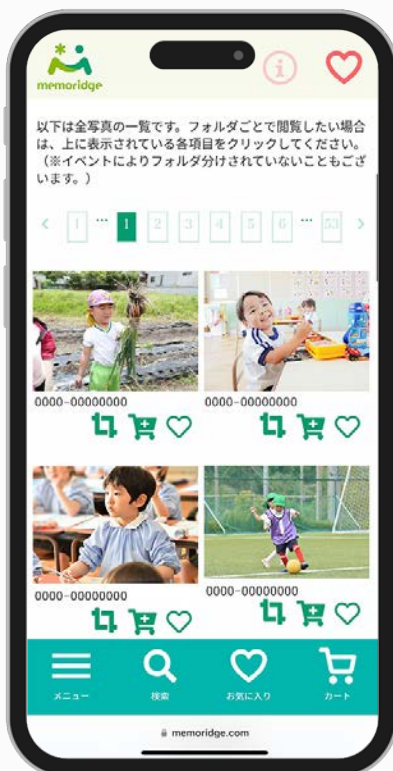 memoridge
以下は全写真の一覧です。フォルダごとで閲覧したい場合
は、上に表示されている各項目をクリックしてください。
（※イベントによりフォルダ分けされていないこともござ
います。）
< 1 … 1 2 3 4 5 6 … 53 >
0000-00000000
0000-00000000
0000-00000000
0000-00000000
メニュー 検索 お気に入り カート
memoridge.com